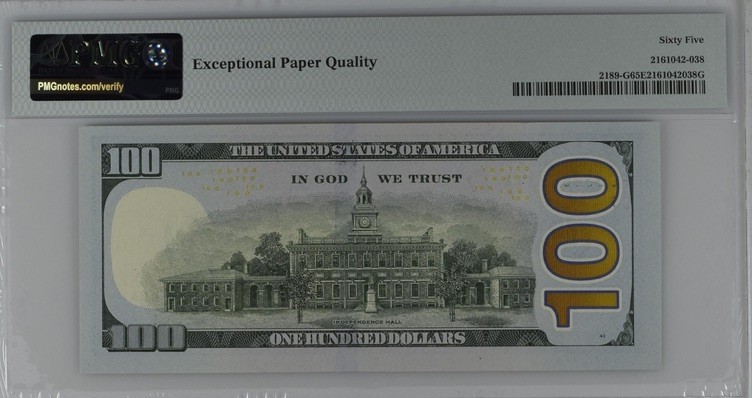 PMG
PMGnotes.com/verify
PNG
Exceptional Paper Quality
Sixty Five
2161042-038
2189-G65E2161042038G
100
THE UNITED STATES OF AMERICA
IN GOD WE TRUST
100
INDEPENDENCE HALL
100
ONE HUNDRED DOLLARS